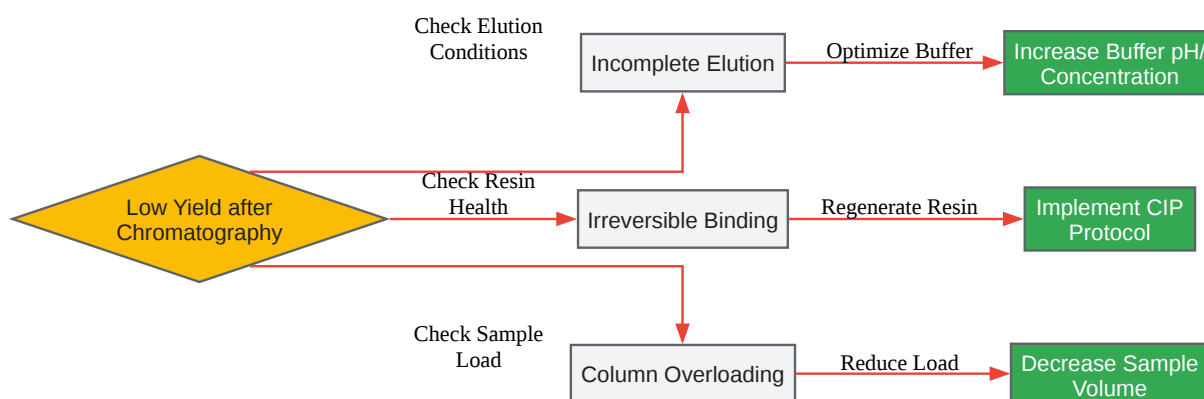 Check Elution
Conditions
Incomplete Elution
Optimize Buffer
Increase Buffer pH/
Concentration
Low Yield after
Chromatography
Check Resin
Health
Irreversible Binding
Regenerate Resin
Implement CIP
Protocol
Check Sample
Load
Column Overloading
Reduce Load
Decrease Sample
Volume